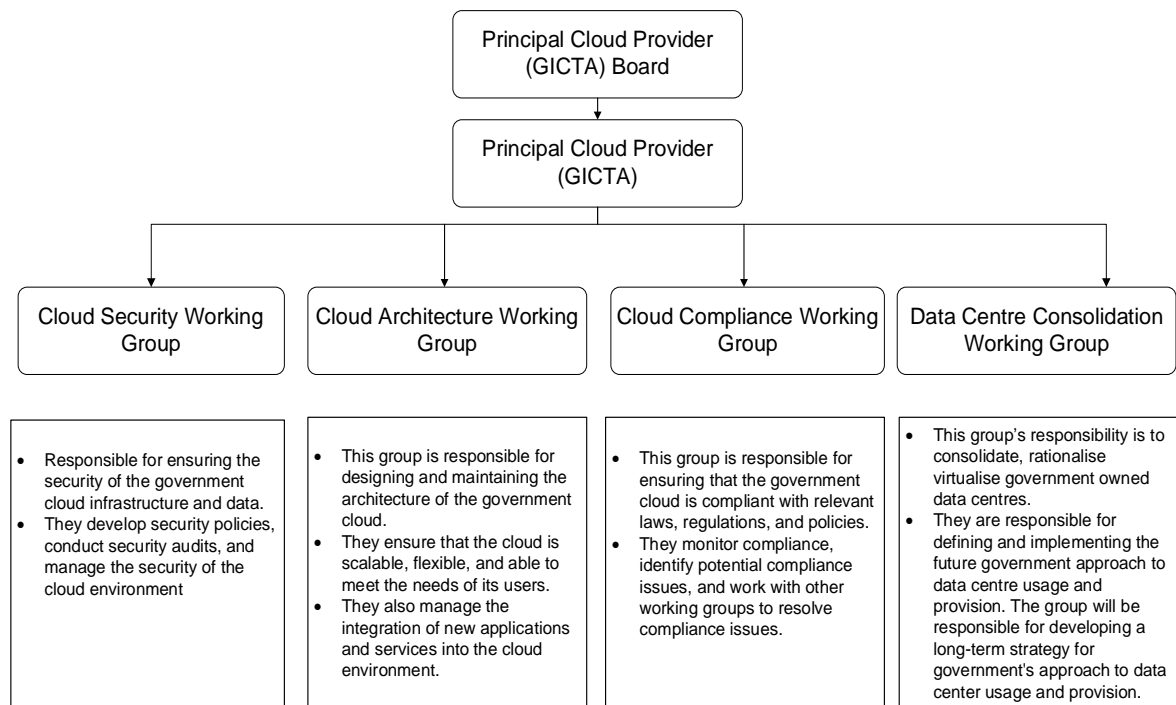 Principal Cloud Provider
(GICTA) Board
Principal Cloud Provider
(GICTA)
Cloud Security Working
Group
Cloud Architecture Working
Group
Cloud Compliance Working
Group
Data Centre Consolidation
Working Group
• Responsible for ensuring the
security of the government
cloud infrastructure and data.
• They develop security policies,
conduct security audits, and
manage the security of the
cloud environment
• This group is responsible for
designing and maintaining the
architecture of the government
cloud.
• They ensure that the cloud is
scalable, flexible, and able to
meet the needs of its users.
• They also manage the
integration of new applications
and services into the cloud
environment.
• This group is responsible for
ensuring that the government
cloud is compliant with relevant
laws, regulations, and policies.
• They monitor compliance,
identify potential compliance
issues, and work with other
working groups to resolve
compliance issues.
• This group’s responsibility is to
consolidate, rationalise
virtualise government owned
data centres.
• They are responsible for
defining and implementing the
future government approach to
data centre usage and
provision. The group will be
responsible for developing a
long-term strategy for
government's approach to data
center usage and provision.